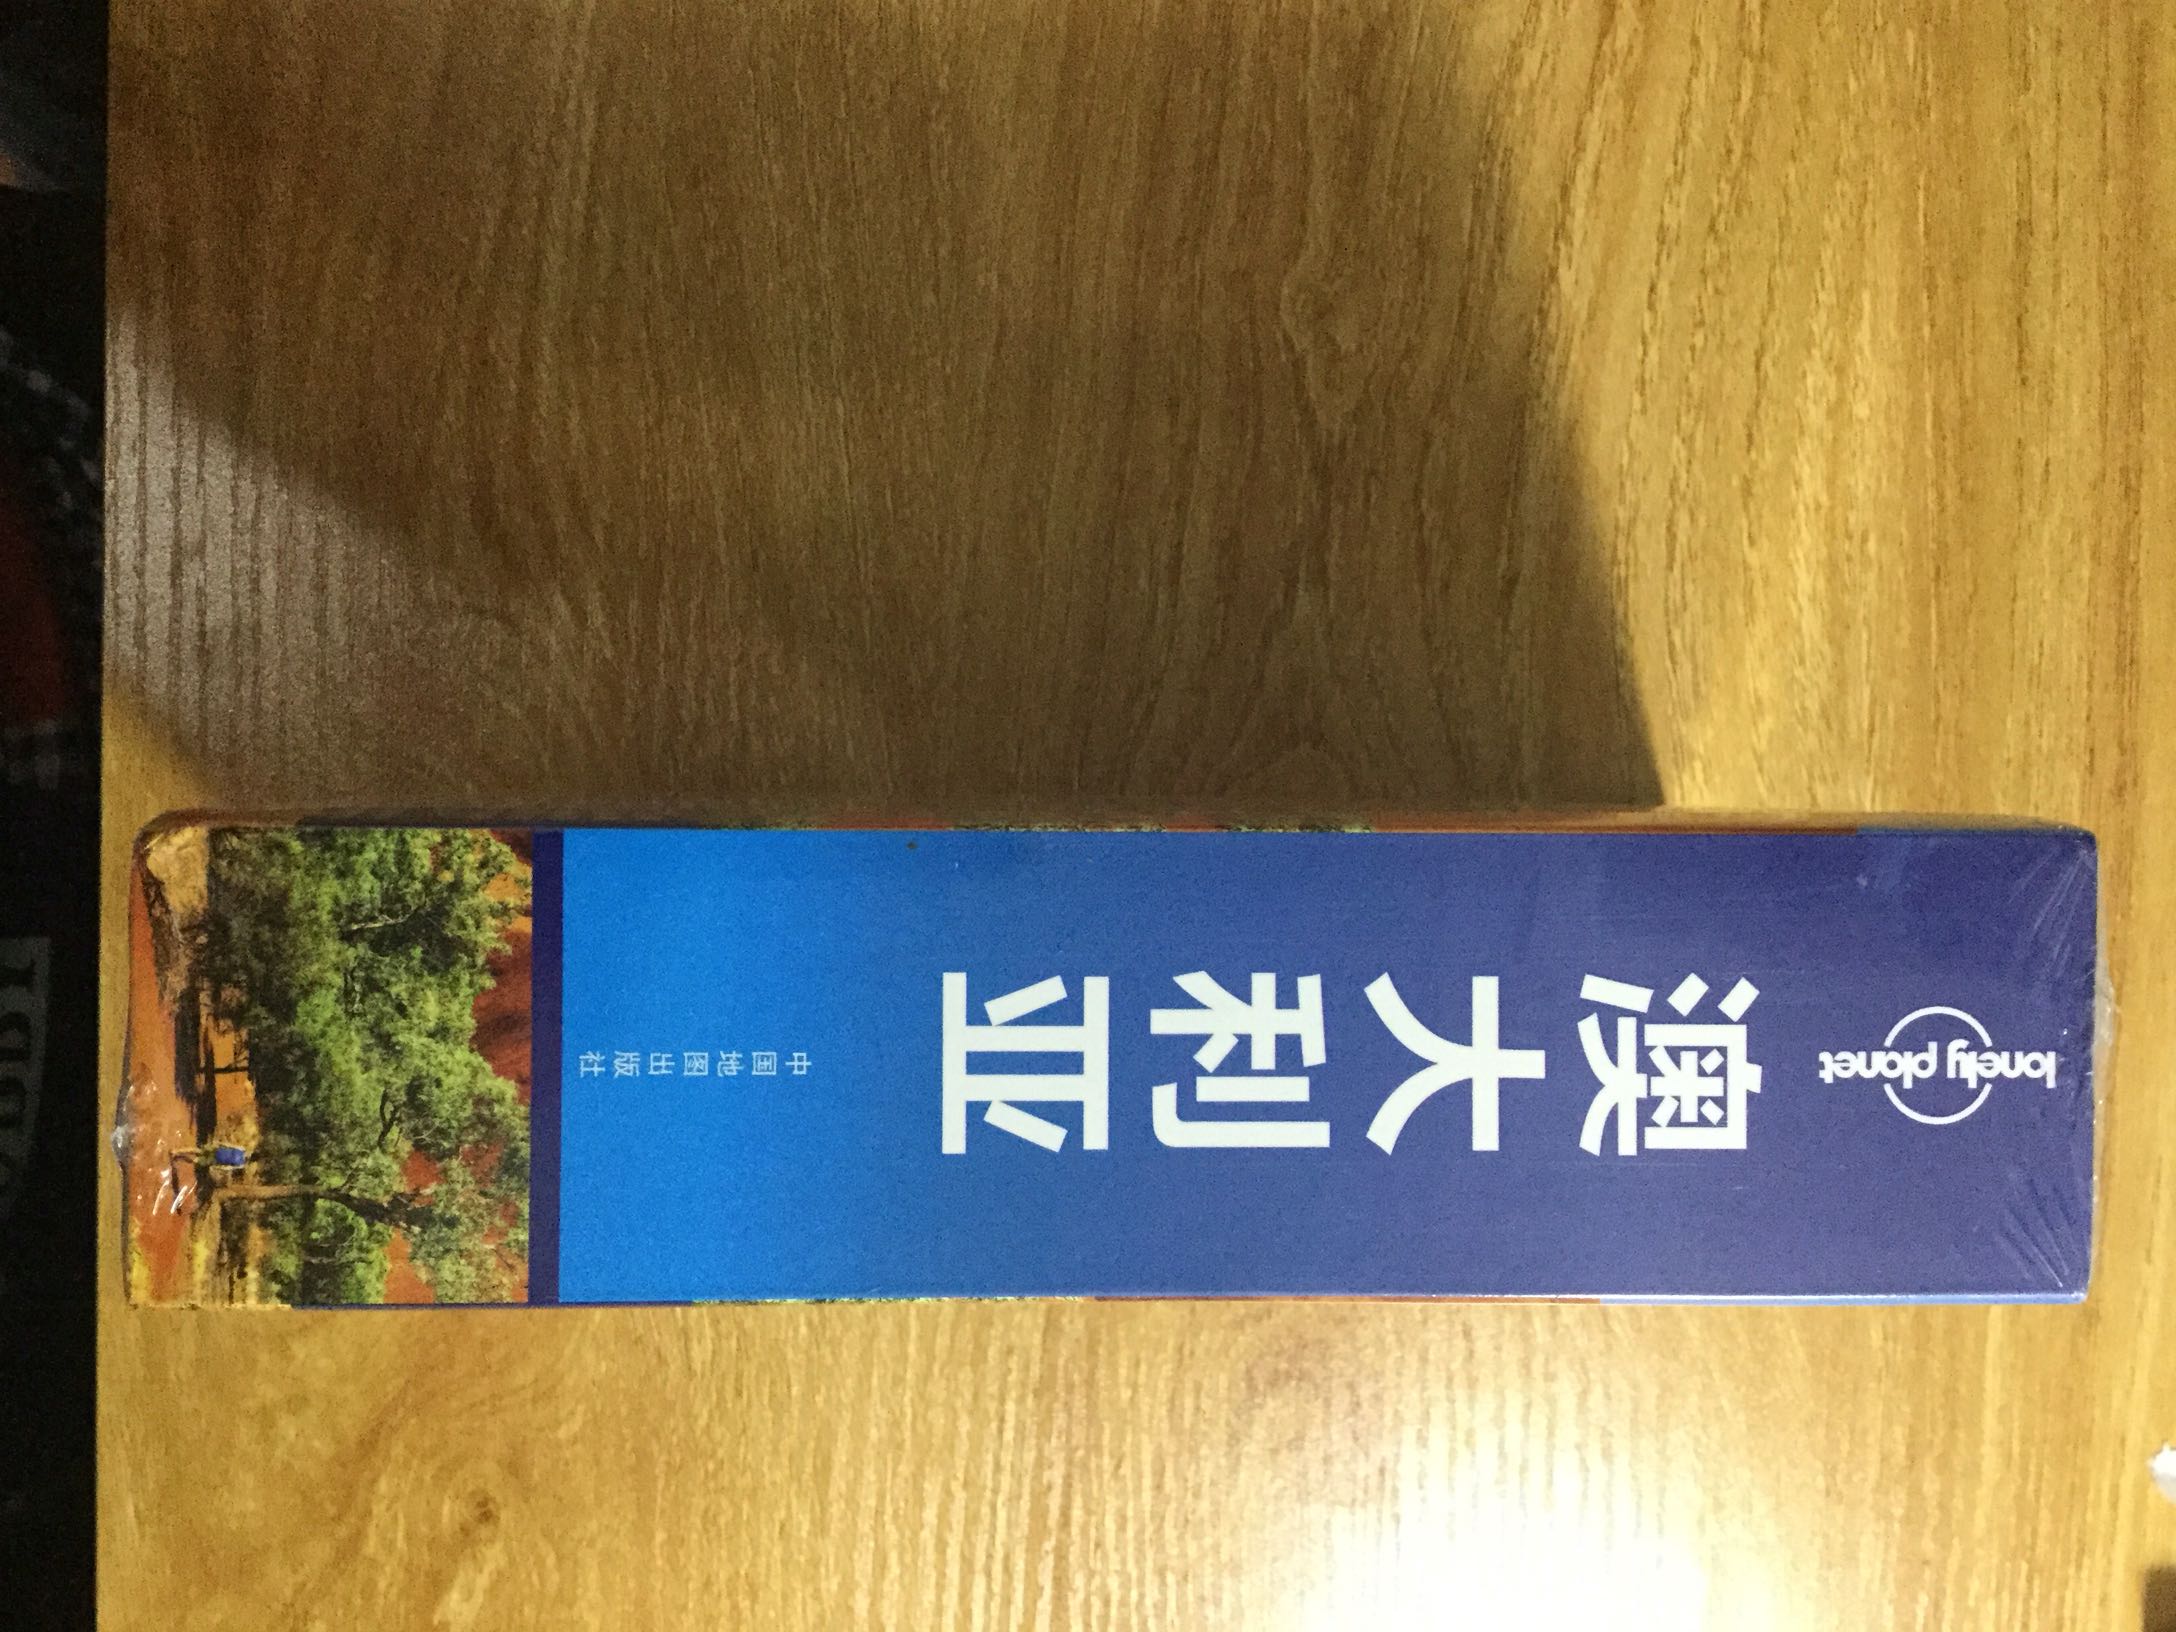 lonely planet
澳大利亚
中国地图出版社